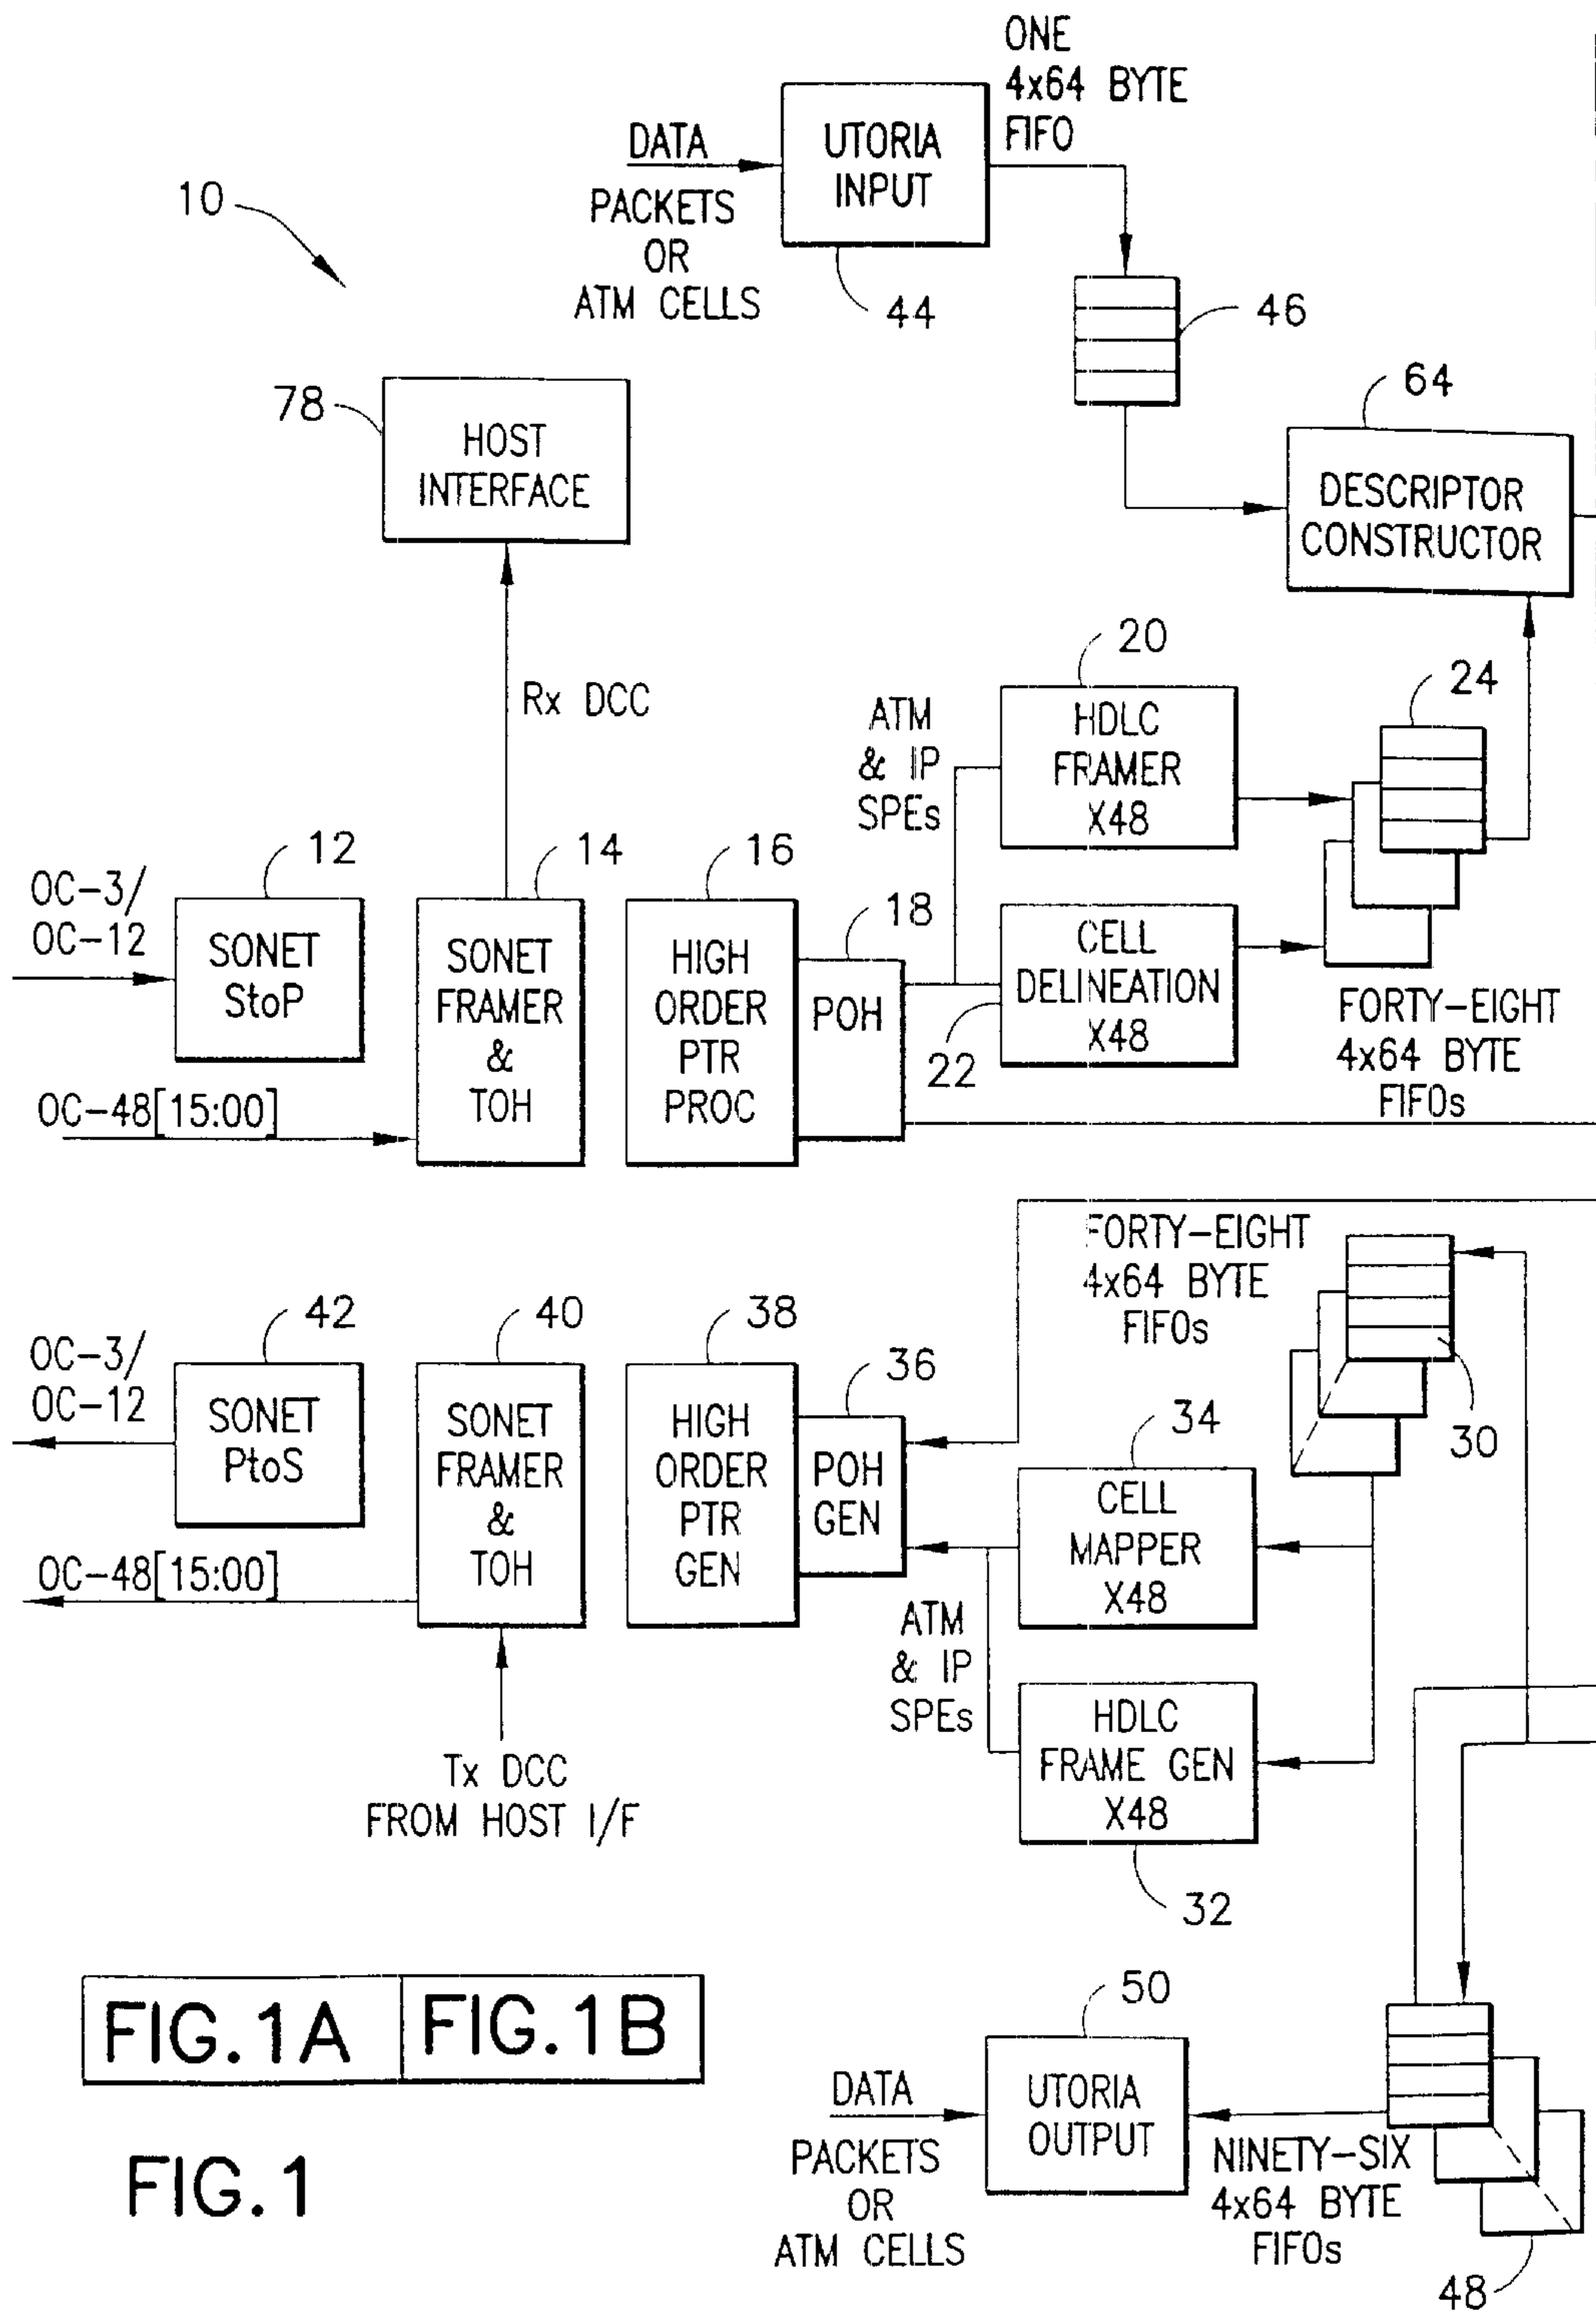 ONE
4x64 BYTE
FIFO
DATA
PACKETS
OR
ATM CELLS
UTORIA
INPUT
44
46
10
78
HOST
INTERFACE
64
DESCRIPTOR
CONSTRUCTOR
Rx DCC
20
ATM
& IP
SPEs
HDLC
FRAMER
X48
24
OC-3/
OC-12
12
SONET
StoP
14
SONET
FRAMER
&
TOH
16
HIGH
ORDER
PTR
PROC
18
POH
CELL
DELINEATION
X48
22
FORTY-EIGHT
4x64 BYTE
FIFOs
OC-48[15:00]
FORTY-EIGHT
4x64 BYTE
FIFOs
30
OC-3/
OC-12
42
SONET
PtoS
40
SONET
FRAMER
&
TOH
38
HIGH
ORDER
PTR
GEN
36
POH
GEN
34
CELL
MAPPER
X48
OC-48[15:00]
ATM
& IP
SPEs
HDLC
FRAME GEN
X48
32
Tx DCC
FROM HOST I/F
FIG.1A FIG.1B
FIG.1
50
DATA
PACKETS
OR
ATM CELLS
UTORIA
OUTPUT
NINETY-SIX
4x64 BYTE
FIFOs
48